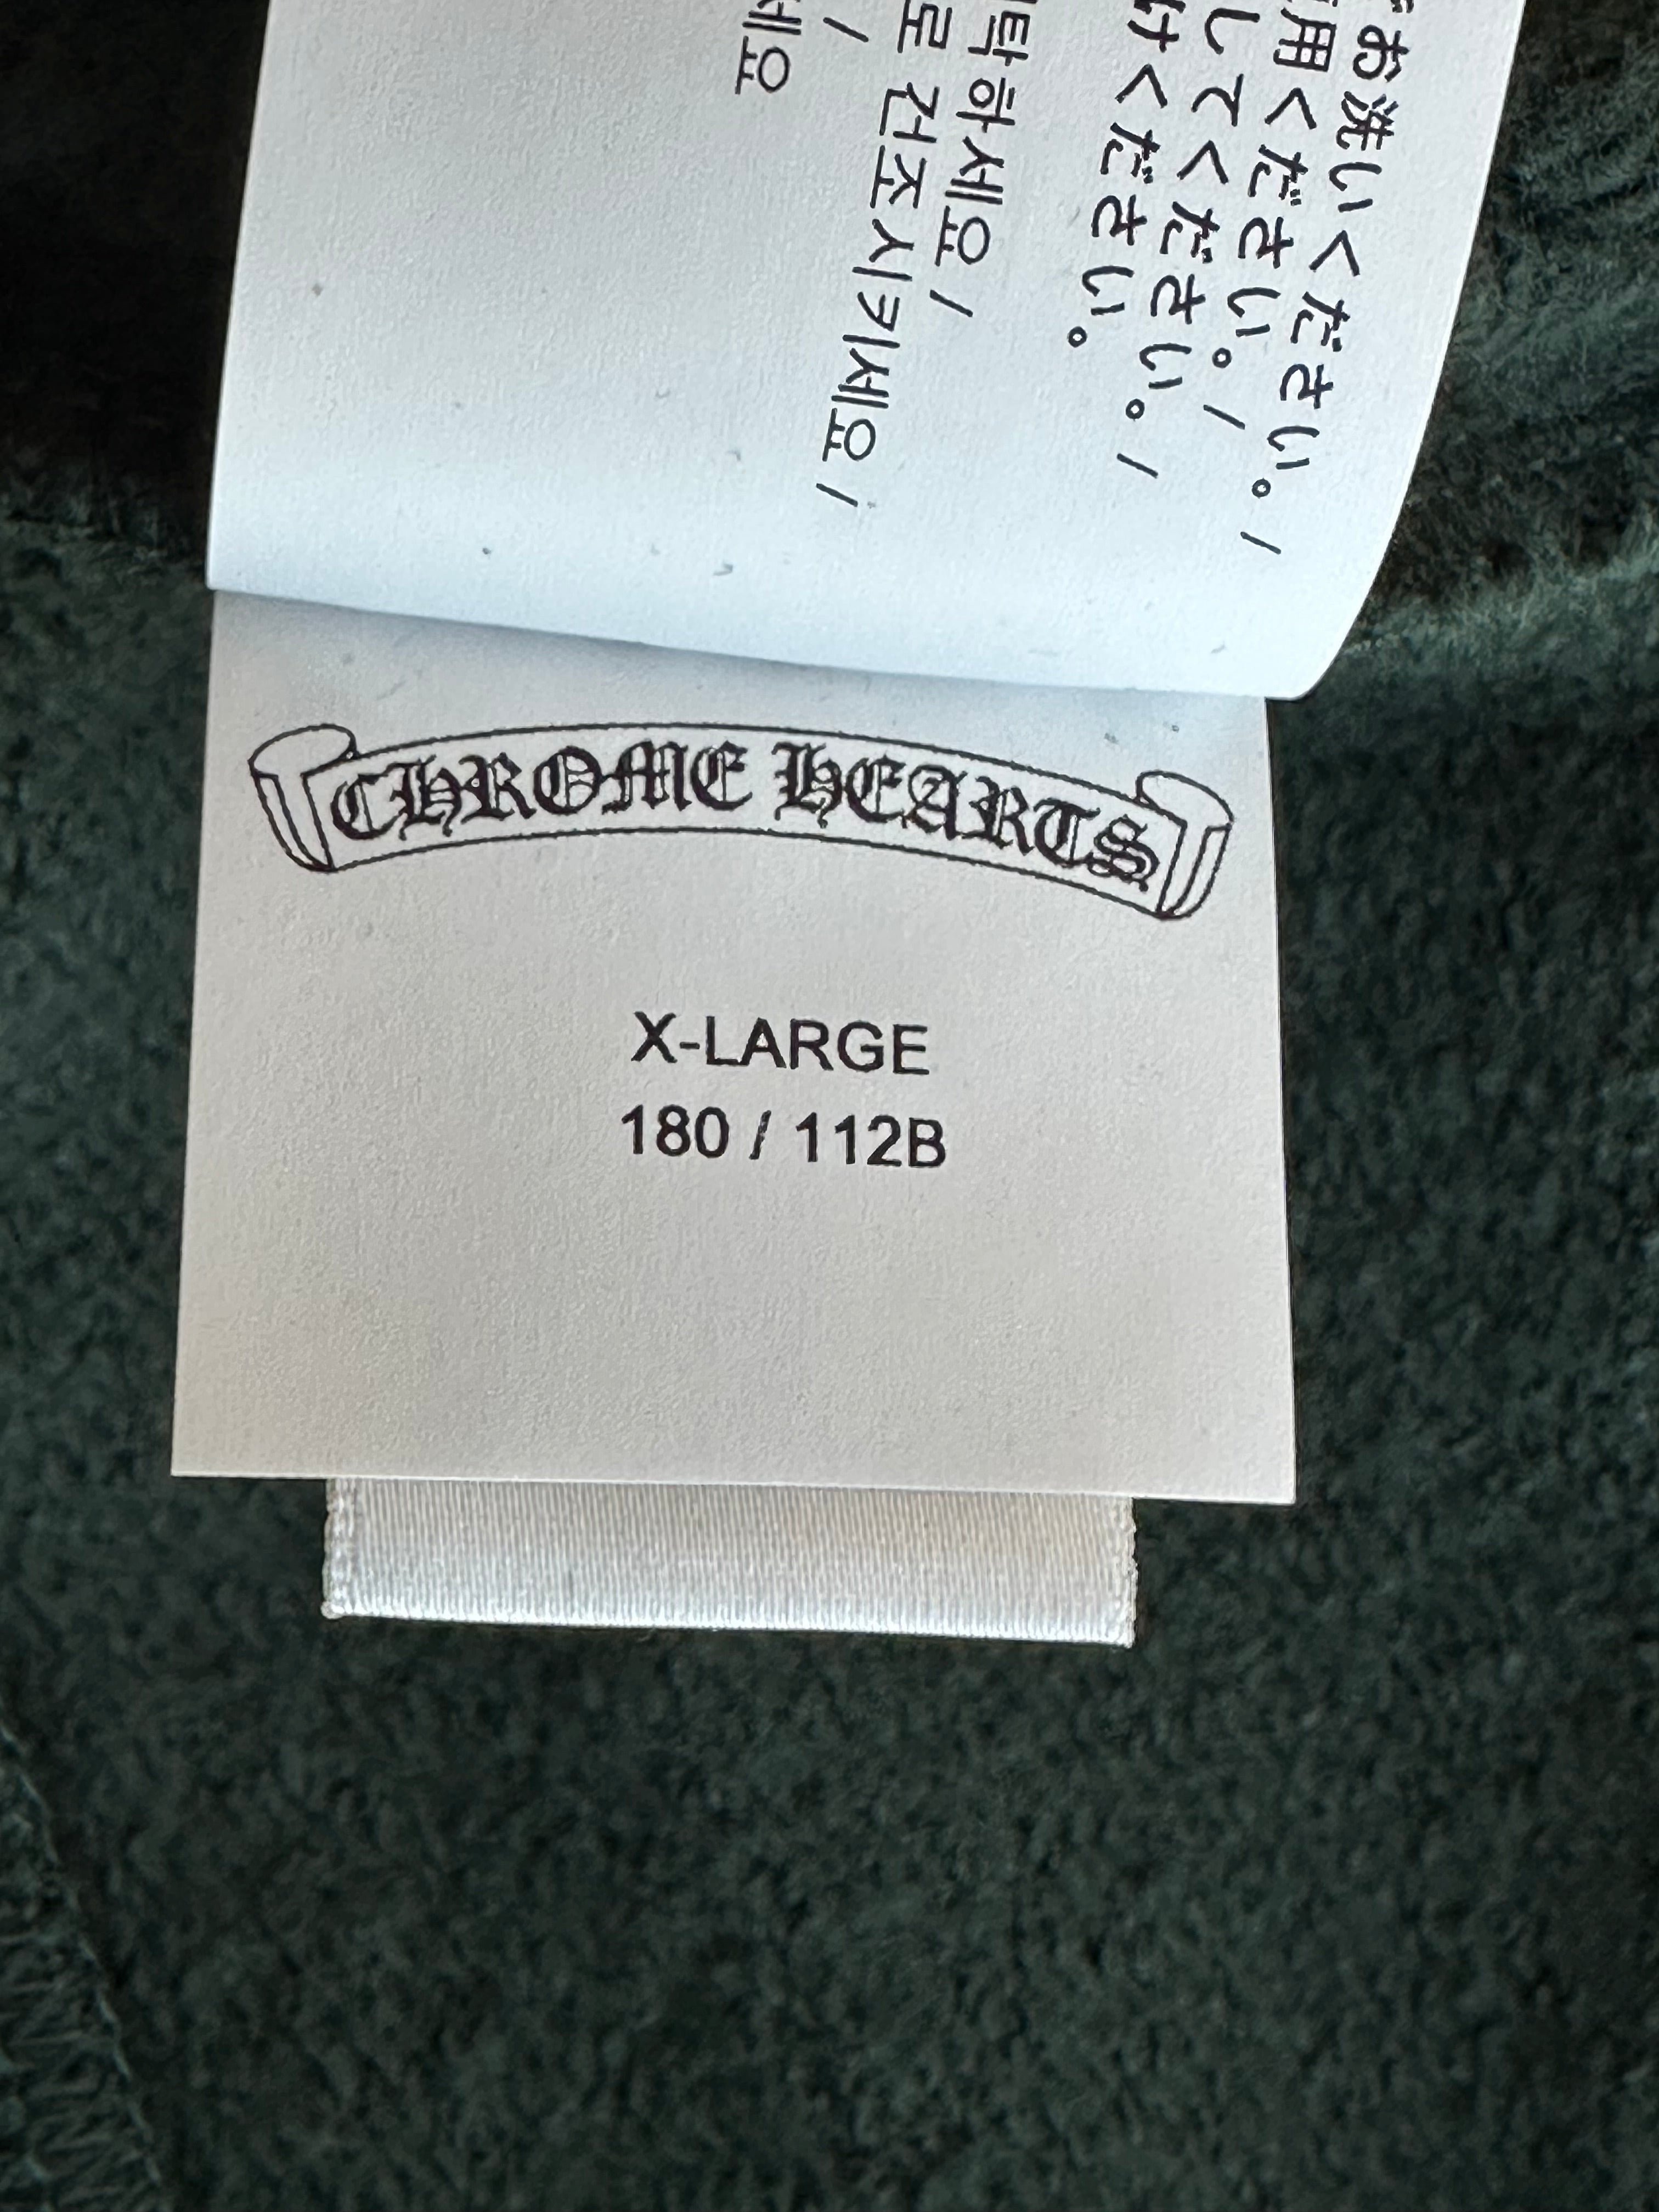 お洗いください。 /
用ください。 /
してください。 /
けください。
탁하세요 /
로 건조시키세요 /
/
세요
CHROME HEARTS
X-LARGE
180 / 112B